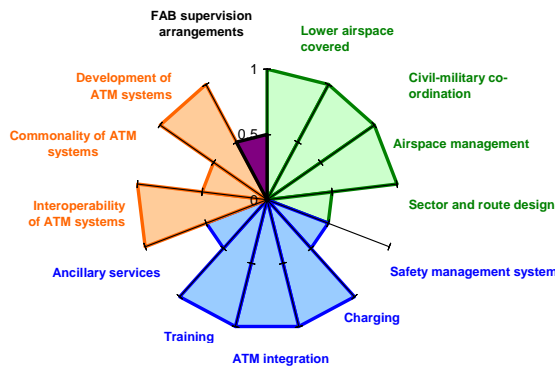 FAB supervision
arrangements
Lower airspace
covered
Development of
ATM systems
Civil-military co-
ordination
1
Commonality of ATM
systems
0.5
Airspace management
Interoperability
of ATM systems
0
Sector and route design
Ancillary services
Safety management system
Charging
Training
ATM integration